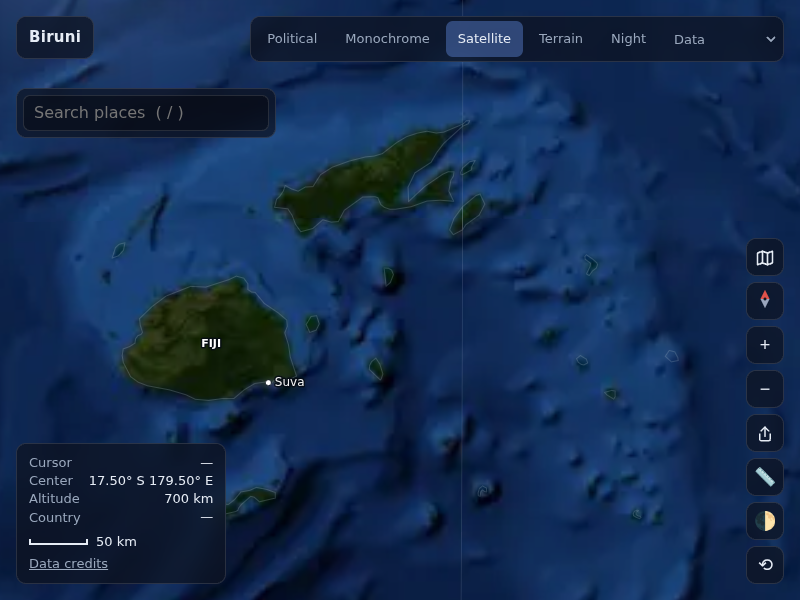 Biruni
Political Monochrome Satellite Terrain Night Data
Search places ( / )
FIJI
Suva
Cursor —
Center 17.50° S 179.50° E
Altitude 700 km
Country —
50 km
Data credits